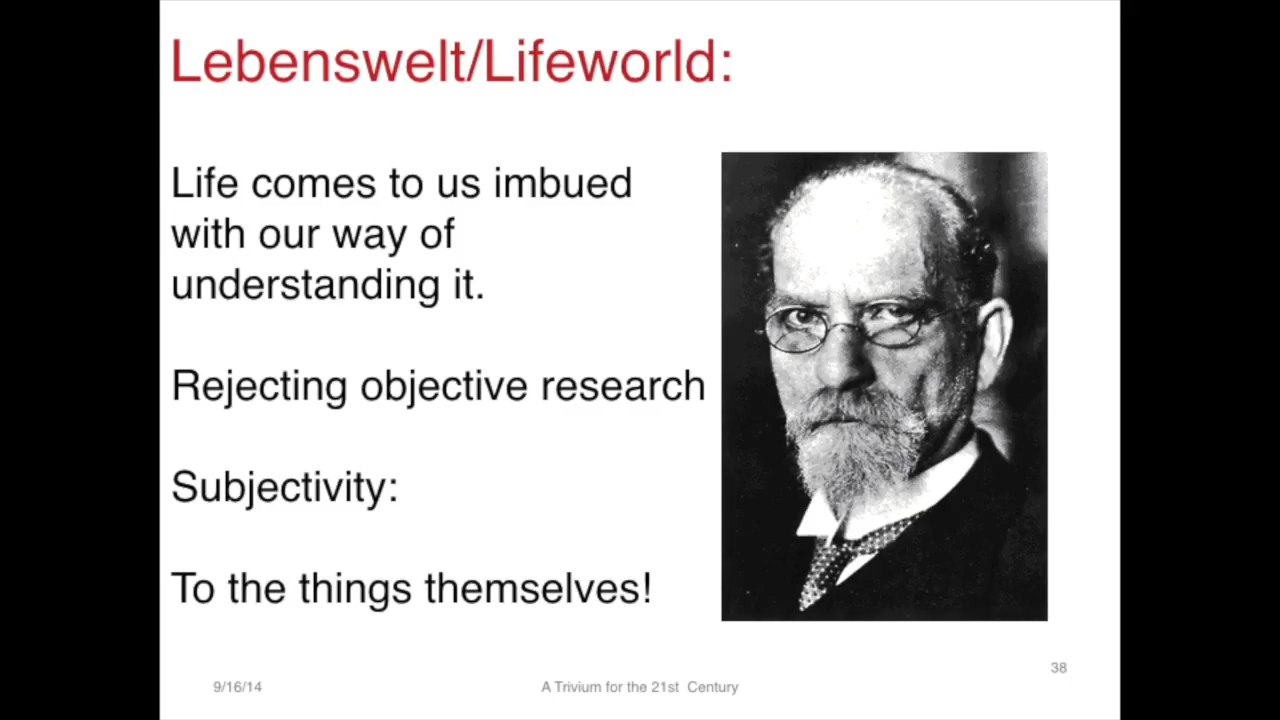 Lebenswelt/Lifeworld:
Life comes to us imbued
with our way of
understanding it.
Rejecting objective research
Subjectivity:
To the things themselves!
38
9/16/14
A Trivium for the 21st  Century